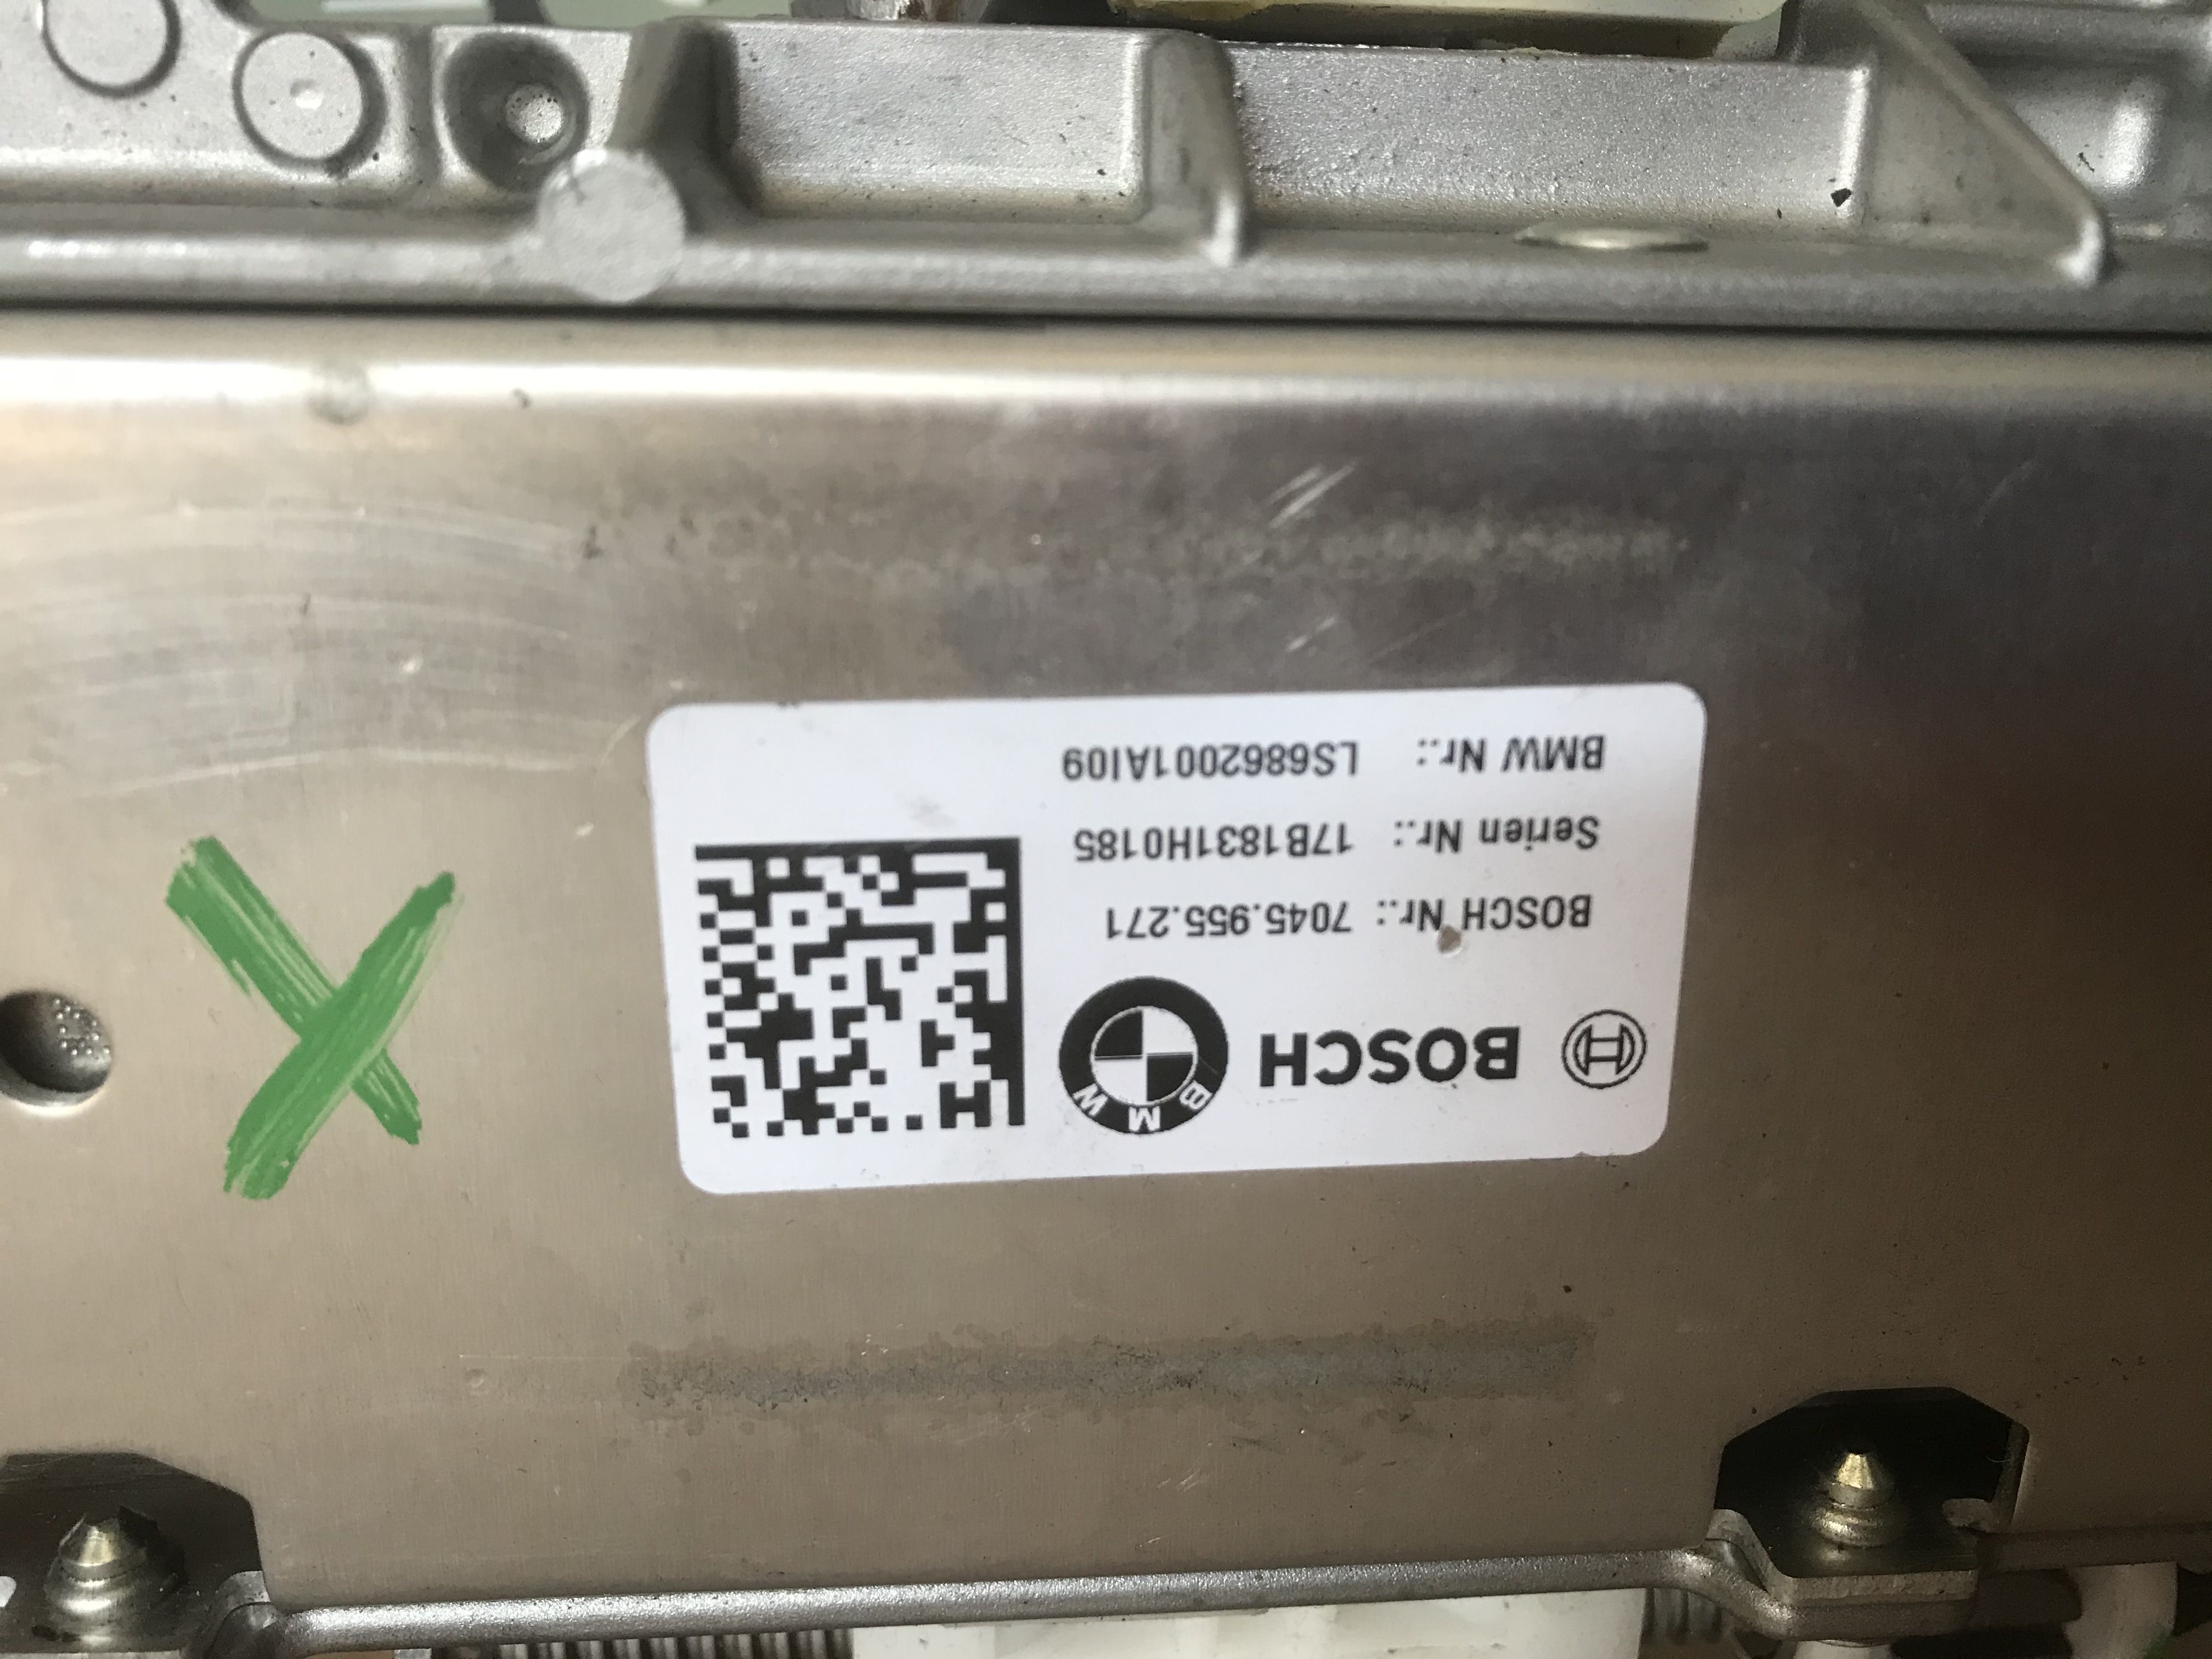 BOSCH
BMW
BOSCH Nr.: 7045.955.271
Serien Nr.: 17B1831H0185
BMW Nr.: LS6862001AI09